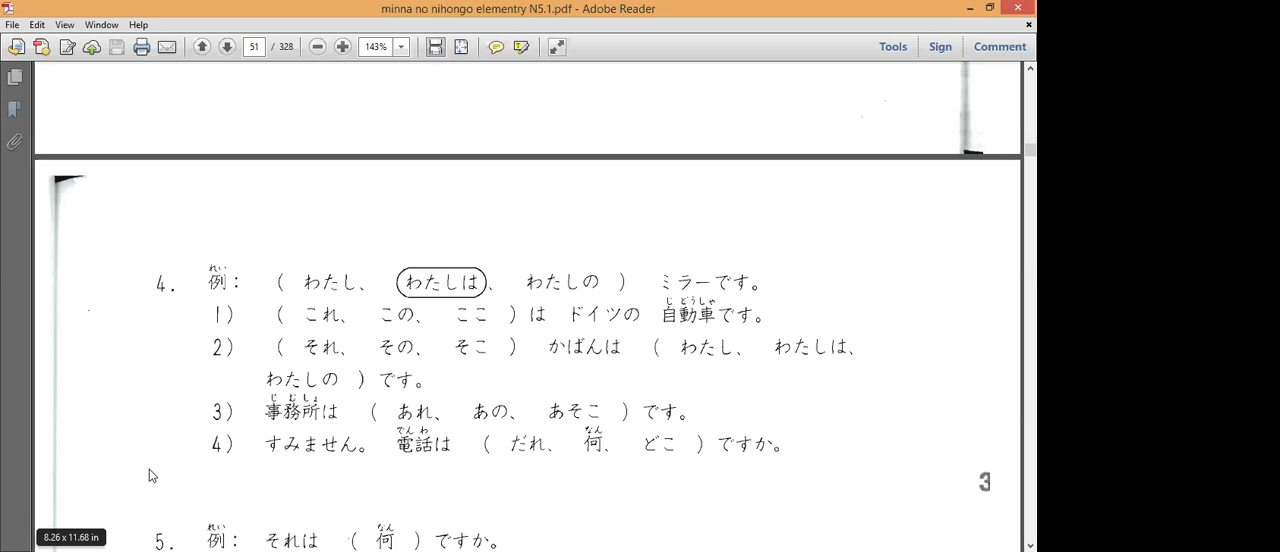 minna no nihongo elementry N5.1.pdf - Adobe Reader
File Edit View Window Help
51 / 328 143% Tools Sign Comment
れい
4. 例： （ わたし、 わたしは、 わたしの ） ミラーです。
じどうしゃ
1） （ これ、 この、 ここ ）は ドイツの 自動車です。
2） （ それ、 その、 そこ ） かばんは （ わたし、 わたしは、
わたしの ）です。
じむしょ
3） 事務所は （ あれ、 あの、 あそこ ）です。
でんわ なん
4） すみません。 電話は （ だれ、 何、 どこ ）ですか。
3
れい なん
5. 例： それは （ 何 ）ですか。
8.26 x 11.68 in